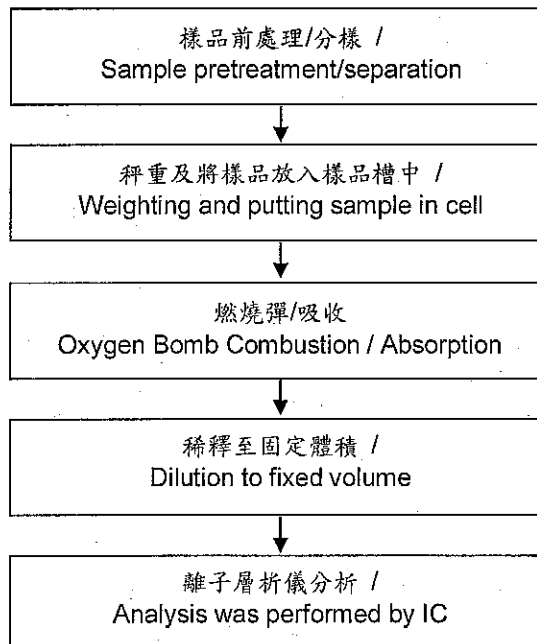 樣品前處理/分樣 /
Sample pretreatment/separation
秤重及將樣品放入樣品槽中 /
Weighting and putting sample in cell
燃燒彈/吸收
Oxygen Bomb Combustion / Absorption
稀釋至固定體積 /
Dilution to fixed volume
離子層析儀分析 /
Analysis was performed by IC